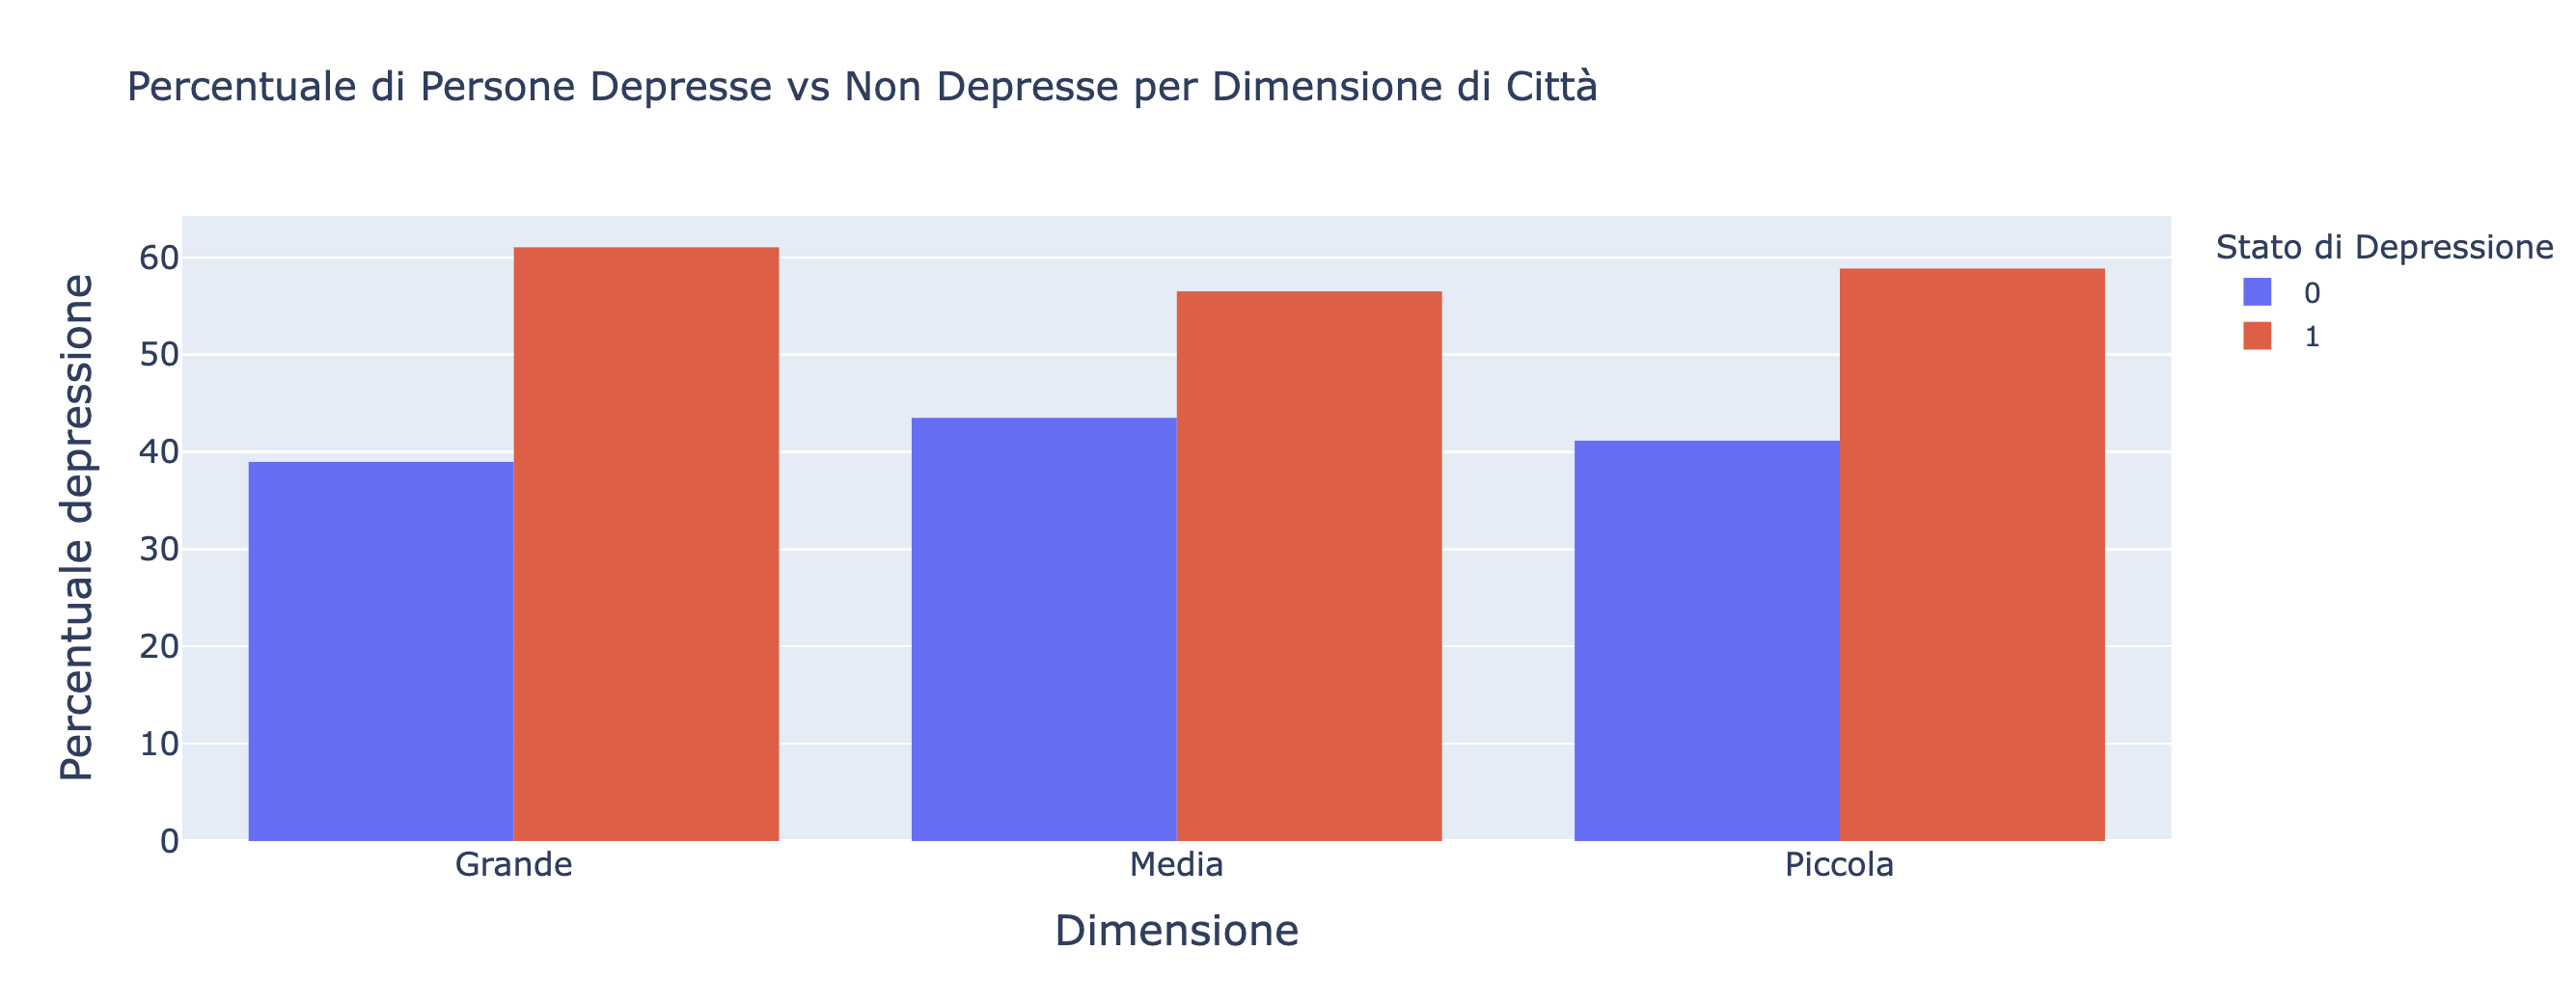 Percentuale di Persone Depresse vs Non Depresse per Dimensione di Città
Percentuale depressione
60
50
40
30
20
10
0
Grande
Media
Piccola
Dimensione
Stato di Depressione
0
1